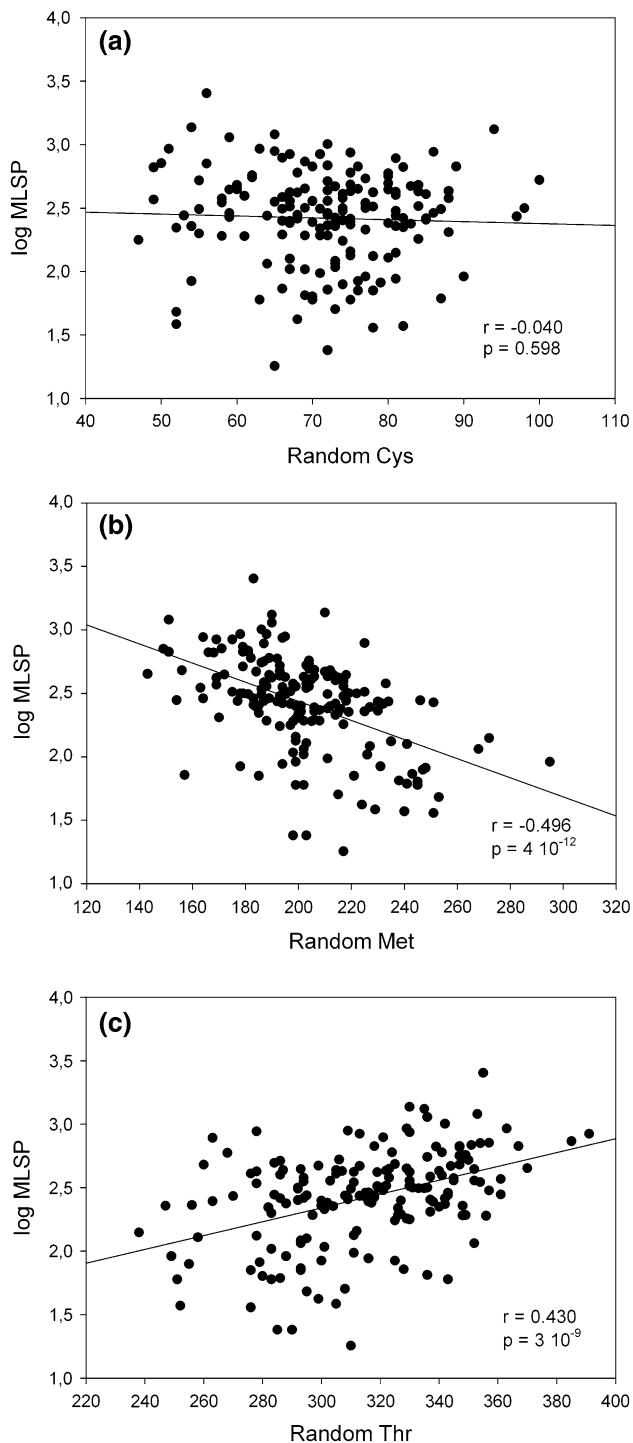 (a)
4,0
3,5
3,0
2,5
2,0
1,5
1,0
log MLSP
r = -0.040
p = 0.598
40 50 60 70 80 90 100 110
Random Cys
(b)
4,0
3,5
3,0
2,5
2,0
1,5
1,0
log MLSP
r = -0.496
p = 4 10⁻¹²
120 140 160 180 200 220 240 260 280 300 320
Random Met
(c)
4,0
3,5
3,0
2,5
2,0
1,5
1,0
log MLSP
r = 0.430
p = 3 10⁻⁹
220 240 260 280 300 320 340 360 380 400
Random Thr